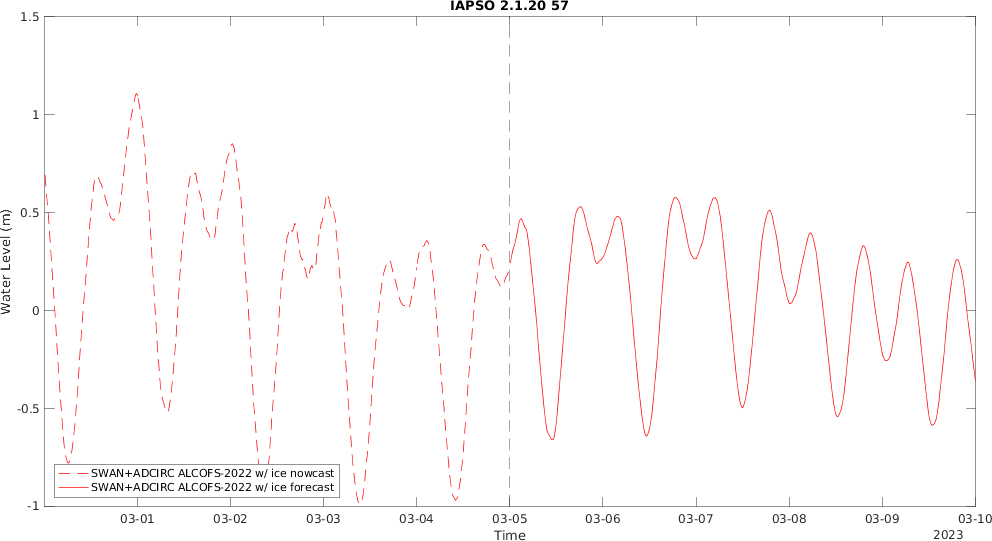 IAPSO 2.1.20 57
1.5
1
0.5
0
-0.5
-1
Water Level (m)
SWAN+ADCIRC ALCOFS-2022 w/ ice nowcast
SWAN+ADCIRC ALCOFS-2022 w/ ice forecast
03-01 03-02 03-03 03-04 03-05 03-06 03-07 03-08 03-09 03-10
Time
2023